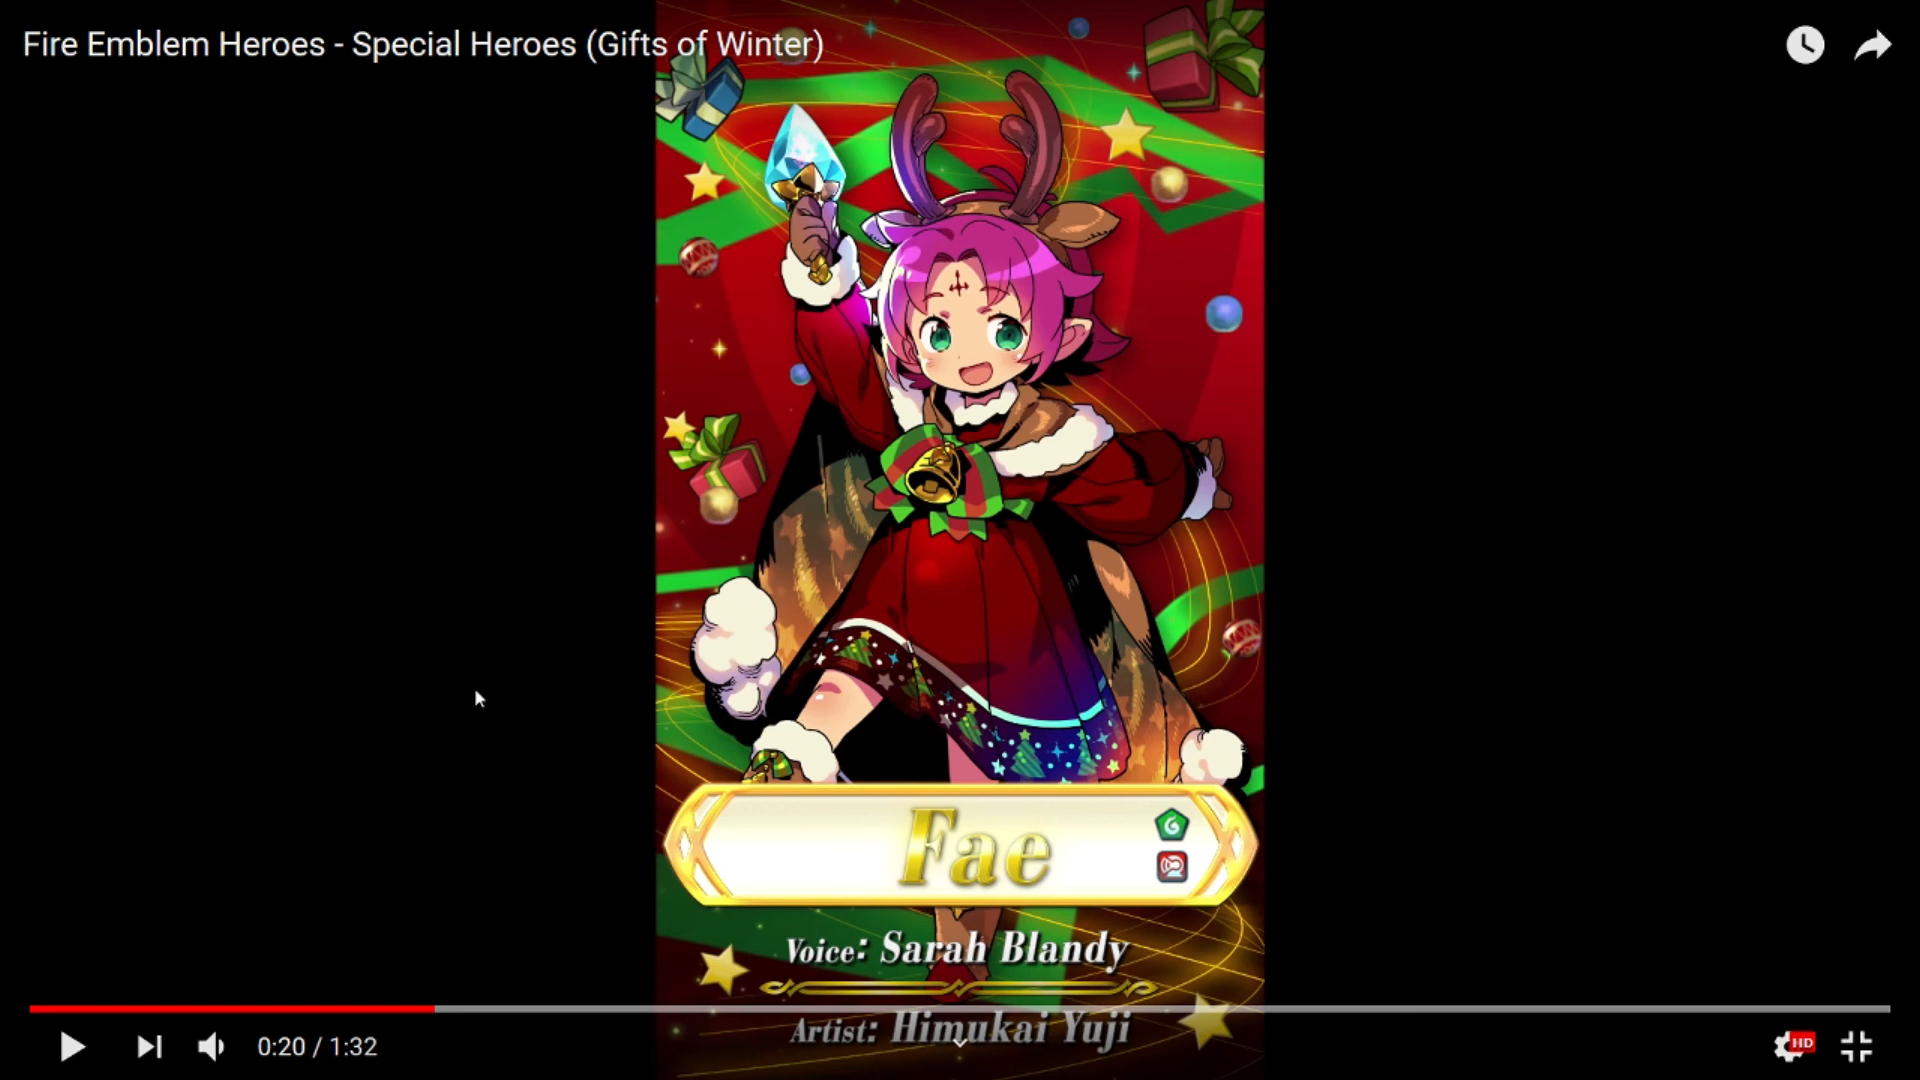 Fire Emblem Heroes - Special Heroes (Gifts of Winter)
Fae
Voice: Sarah Blandy
Artist: Himukai Yuji
0:20 / 1:32
HD